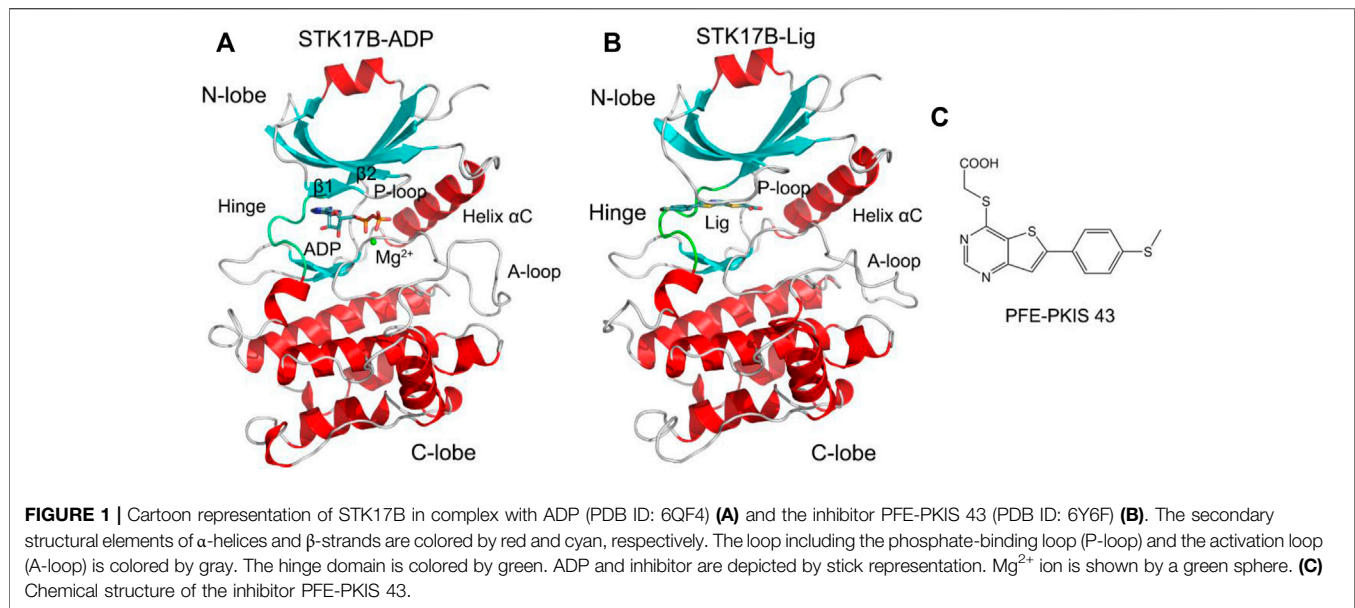 A
STK17B-ADP
N-lobe
β1
β2
P-loop
Hinge
Helix αC
ADP
Mg²⁺
A-loop
C-lobe
B
STK17B-Lig
N-lobe
P-loop
Hinge
Lig
Helix αC
A-loop
C-lobe
C
COOH
S
S
N
N
S
PFE-PKIS 43
FIGURE 1 | Cartoon representation of STK17B in complex with ADP (PDB ID: 6QF4) (A) and the inhibitor PFE-PKIS 43 (PDB ID: 6Y6F) (B). The secondary
structural elements of α-helices and β-strands are colored by red and cyan, respectively. The loop including the phosphate-binding loop (P-loop) and the activation loop
(A-loop) is colored by gray. The hinge domain is colored by green. ADP and inhibitor are depicted by stick representation. Mg²⁺ ion is shown by a green sphere. (C)
Chemical structure of the inhibitor PFE-PKIS 43.